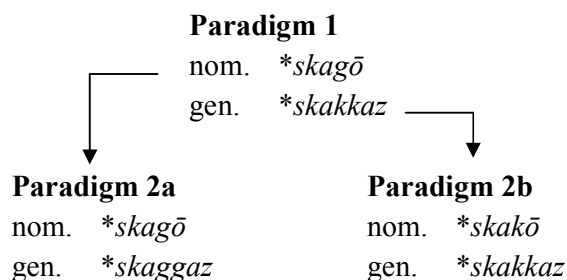 Paradigm 1
nom. *skagō
gen. *skakkaz
Paradigm 2a
nom. *skagō
gen. *skaggaz
Paradigm 2b
nom. *skakō
gen. *skakkaz